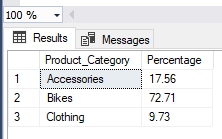 100 %
Results Messages
Product_Category Percentage
1 Accessories 17.56
2 Bikes 72.71
3 Clothing 9.73